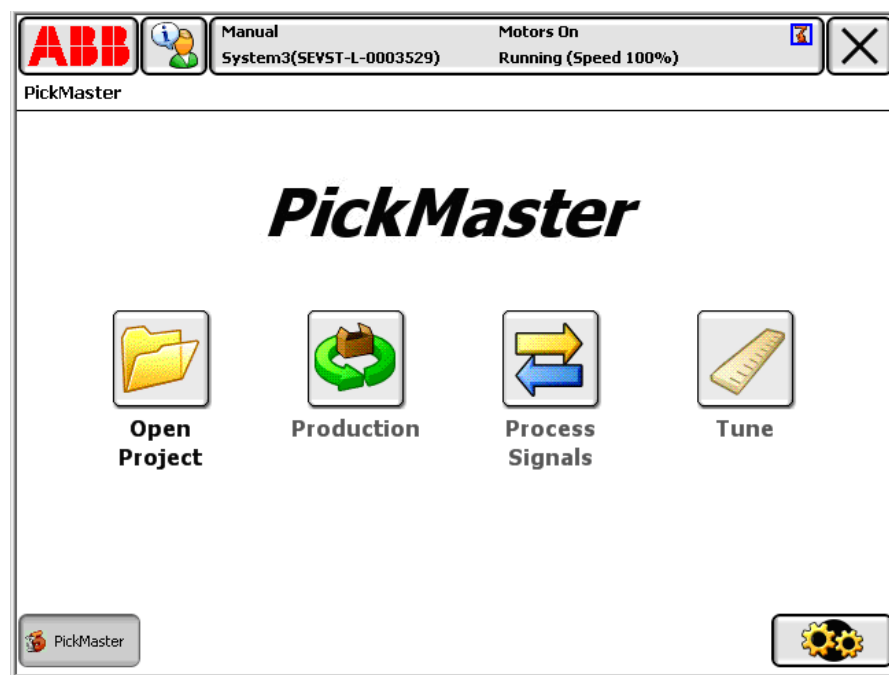 ABB
Manual
Motors On
System3(SEVST-L-0003529)
Running (Speed 100%)
PickMaster
PickMaster
Open
Project
Production
Process
Signals
Tune
PickMaster